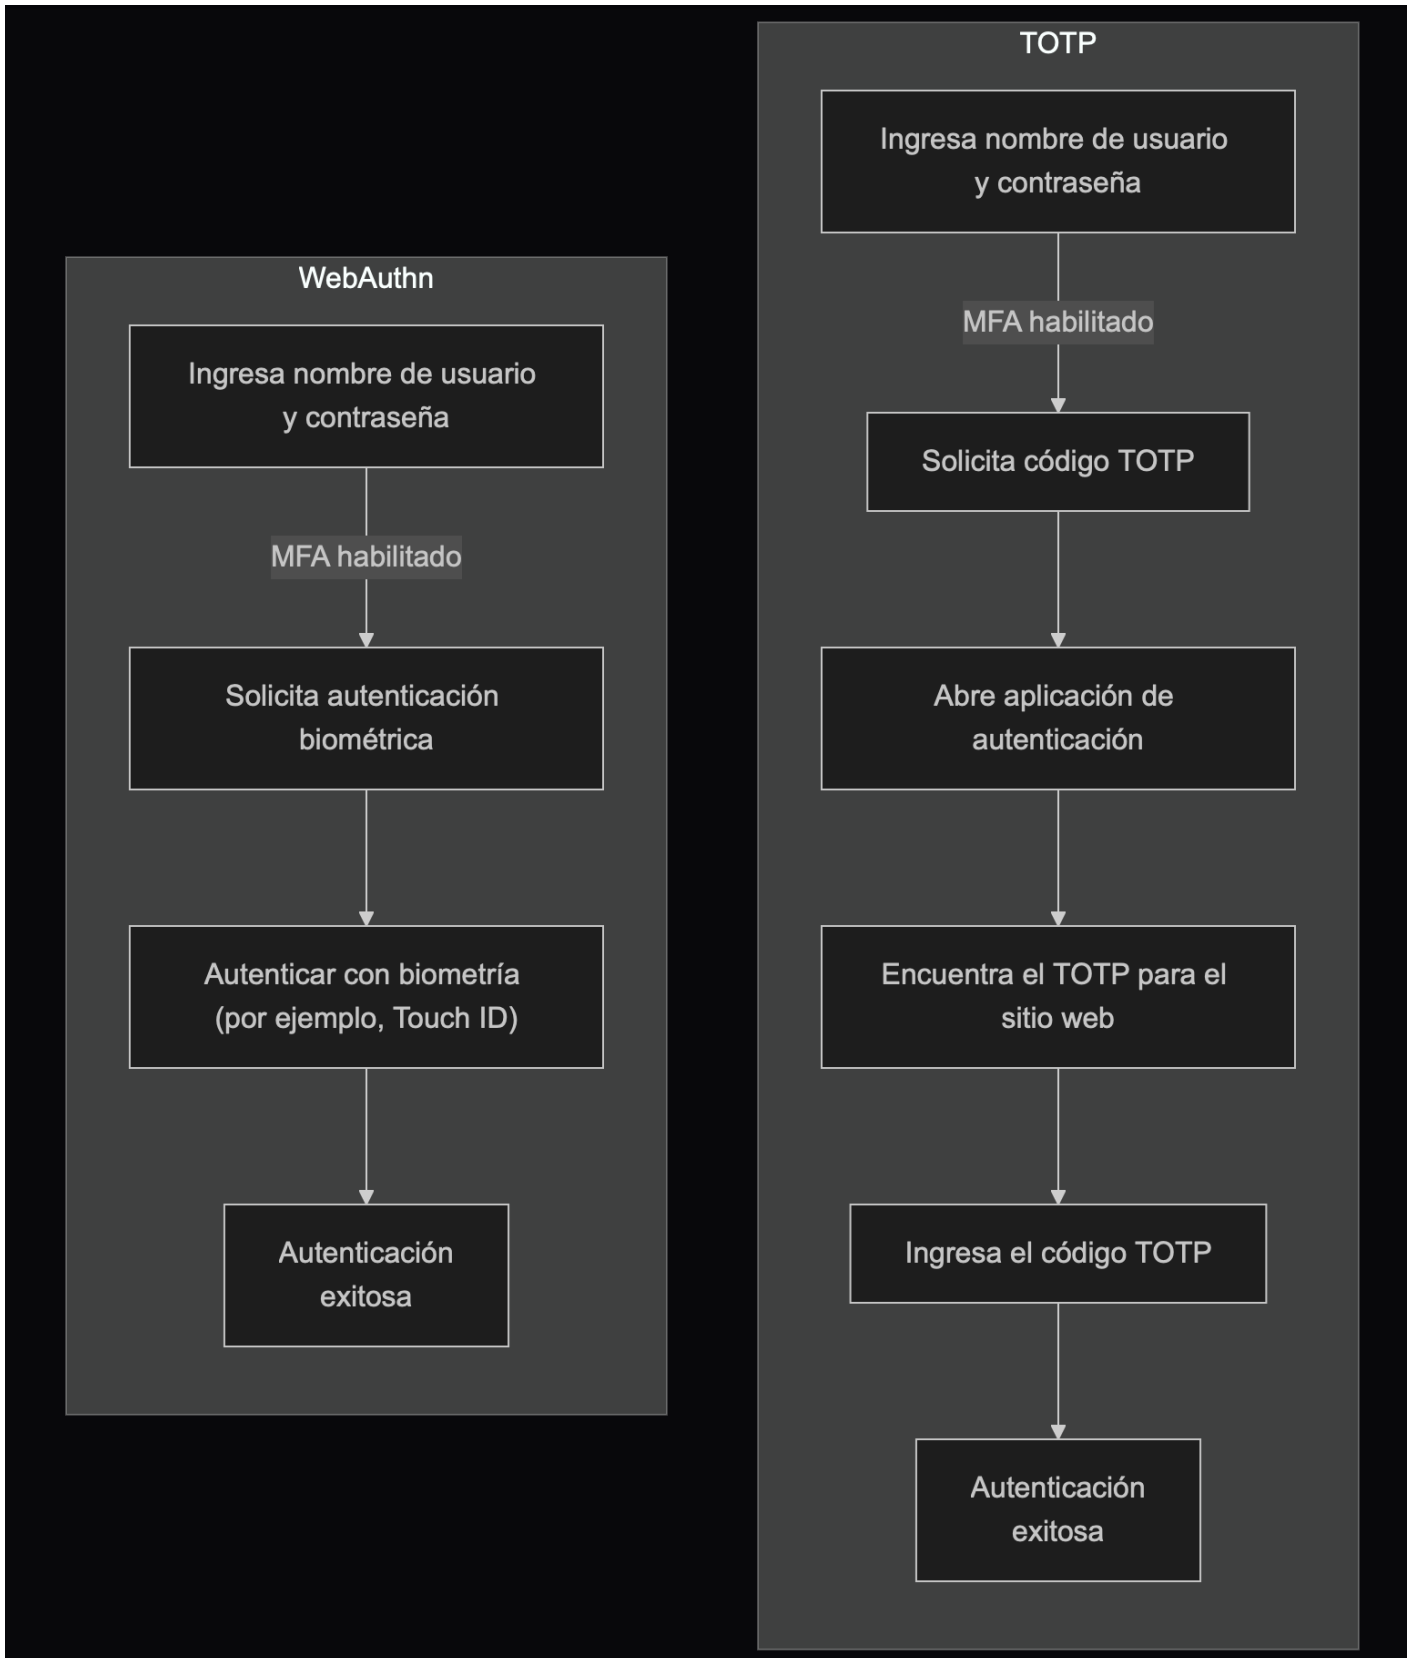 WebAuthn
Ingresa nombre de usuario
y contraseña
MFA habilitado
Solicita autenticación
biométrica
Autenticar con biometría
(por ejemplo, Touch ID)
Autenticación
exitosa
TOTP
Ingresa nombre de usuario
y contraseña
MFA habilitado
Solicita código TOTP
Abre aplicación de
autenticación
Encuentra el TOTP para el
sitio web
Ingresa el código TOTP
Autenticación
exitosa